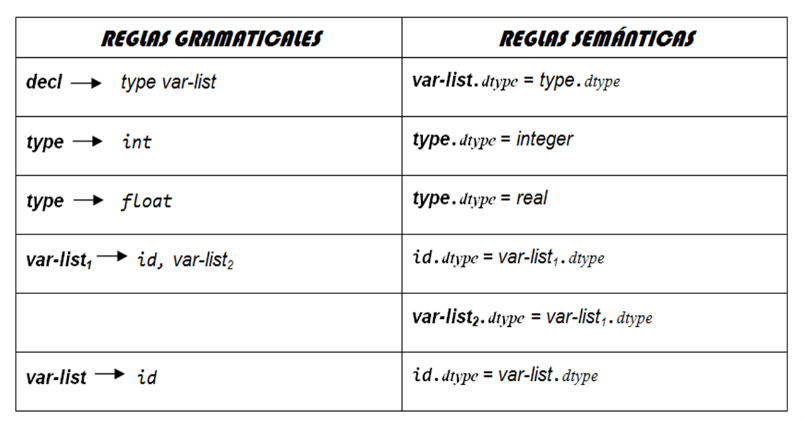 REGLAS GRAMATICALES REGLAS SEMÁNTICAS
decl → type var-list var-list.dtype = type.dtype
type → int type.dtype = integer
type → float type.dtype = real
var-list₁ → id, var-list₂ id.dtype = var-list₁.dtype
var-list₂.dtype = var-list₁.dtype
var-list → id id.dtype = var-list.dtype